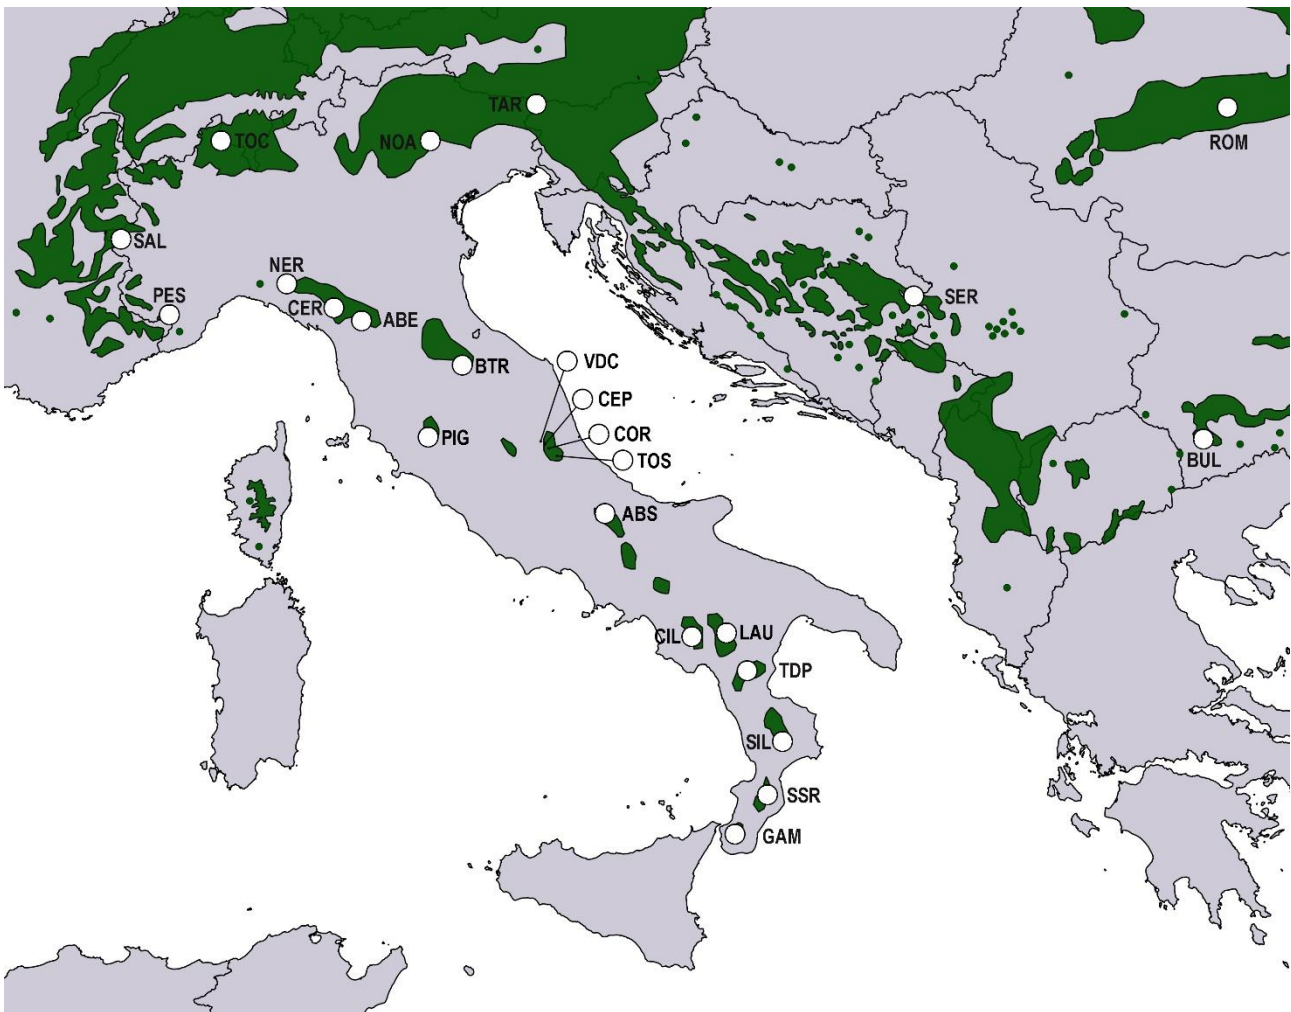 TAR
ROM
TOC
NOA
SAL
NER
PES
CER
SER
ABE
VDC
BTR
CEP
COR
PIG
TOS
BUL
ABS
CIL
LAU
TDP
SIL
SSR
GAM